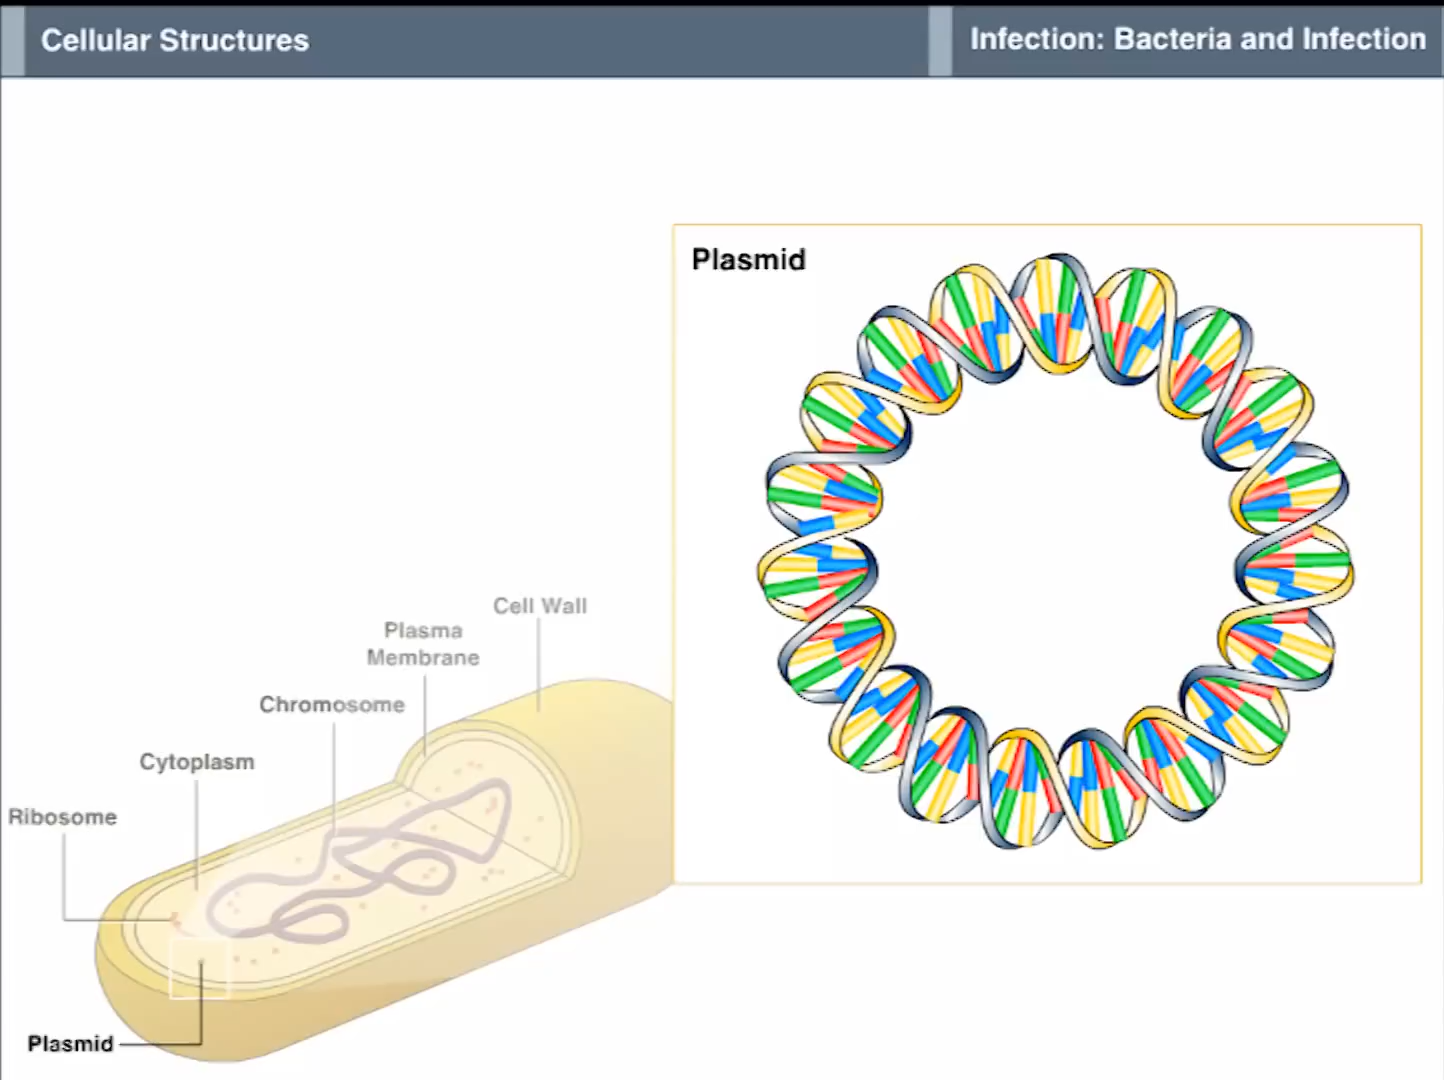 Cellular Structures
Infection: Bacteria and Infection
Plasmid
Cell Wall
Plasma
Membrane
Chromosome
Cytoplasm
Ribosome
Plasmid